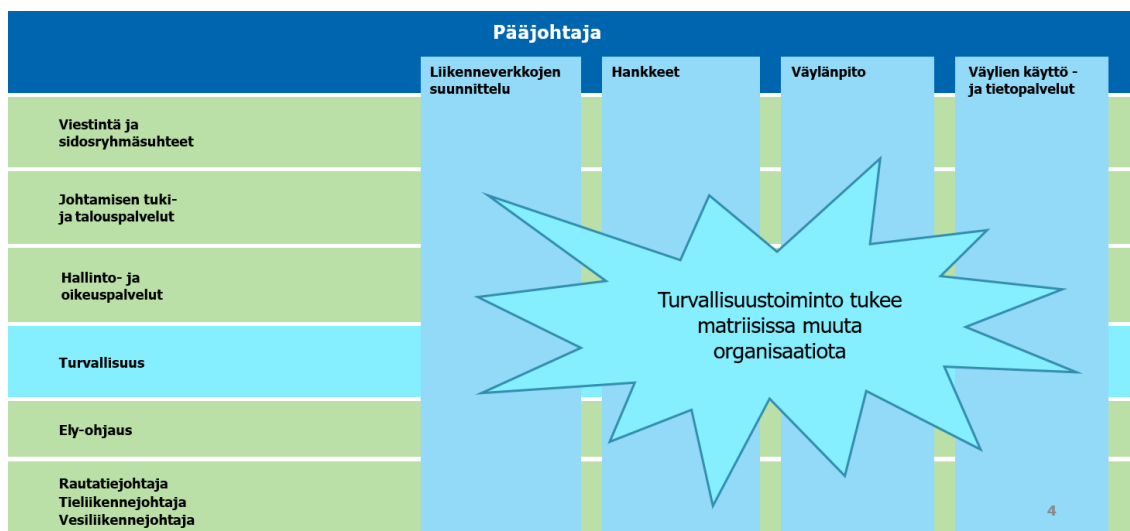 Pääjohtaja
Liikenneverkkojen
suunnittelu
Hankkeet
Väylänpito
Väylien käyttö -
ja tietopalvelut
Viestintä ja
sidosryhmäsuhteet
Johtamisen tuki-
ja talouspalvelut
Hallinto- ja
oikeuspalvelut
Turvallisuus
Ely-ohjaus
Rautatiejohtaja
Tieliikennejohtaja
Vesiliikennejohtaja
Turvallisuustoiminto tukee
matriisissa muuta
organisaatiota
4